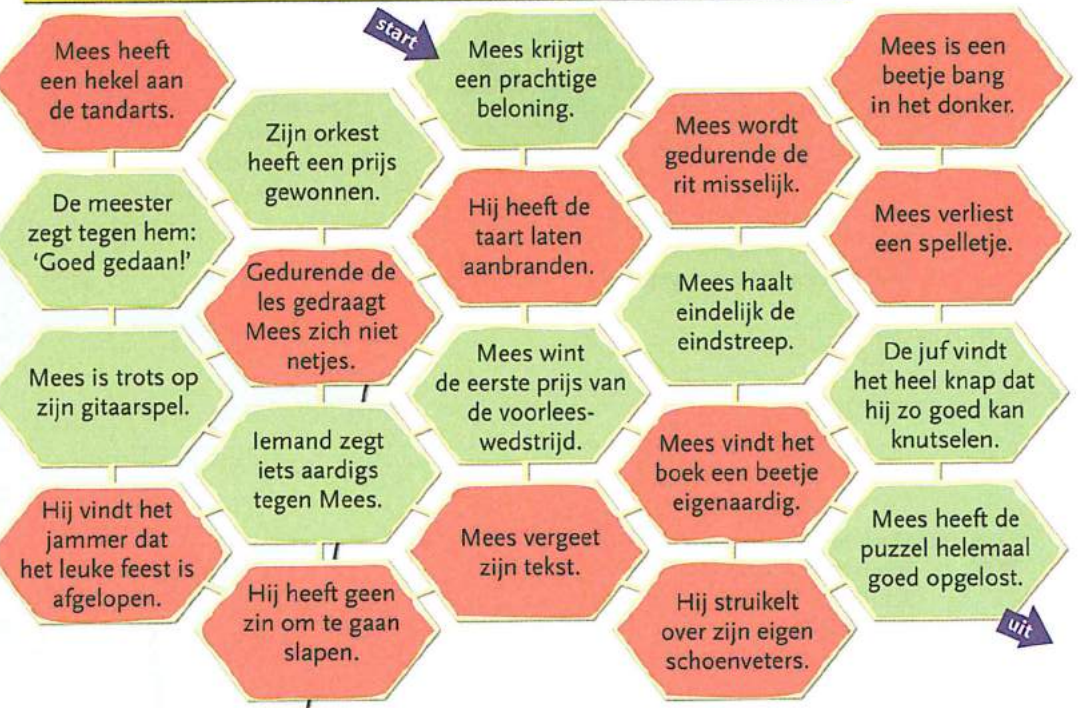 start
Mees heeft
een hekel aan
de tandarts.
Mees krijgt
een prachtige
beloning.
Mees is een
beetje bang
in het donker.
Zijn orkest
heeft een prijs
gewonnen.
Mees wordt
gedurende de
rit misselijk.
De meester
zegt tegen hem:
'Goed gedaan!'
Hij heeft de
taart laten
aanbranden.
Mees verliest
een spelletje.
Gedurende de
les gedraagt
Mees zich niet
netjes.
Mees haalt
eindelijk de
eindstreep.
Mees is trots op
zijn gitaarspel.
Mees wint
de eerste prijs van
de voorlees-
wedstrijd.
De juf vindt
het heel knap dat
hij zo goed kan
knutselen.
Iemand zegt
iets aardigs
tegen Mees.
Mees vindt het
boek een beetje
eigenaardig.
Hij vindt het
jammer dat
het leuke feest is
afgelopen.
Mees vergeet
zijn tekst.
Mees heeft de
puzzel helemaal
goed opgelost.
Hij heeft geen
zin om te gaan
slapen.
Hij struikelt
over zijn eigen
schoenveters.
uit